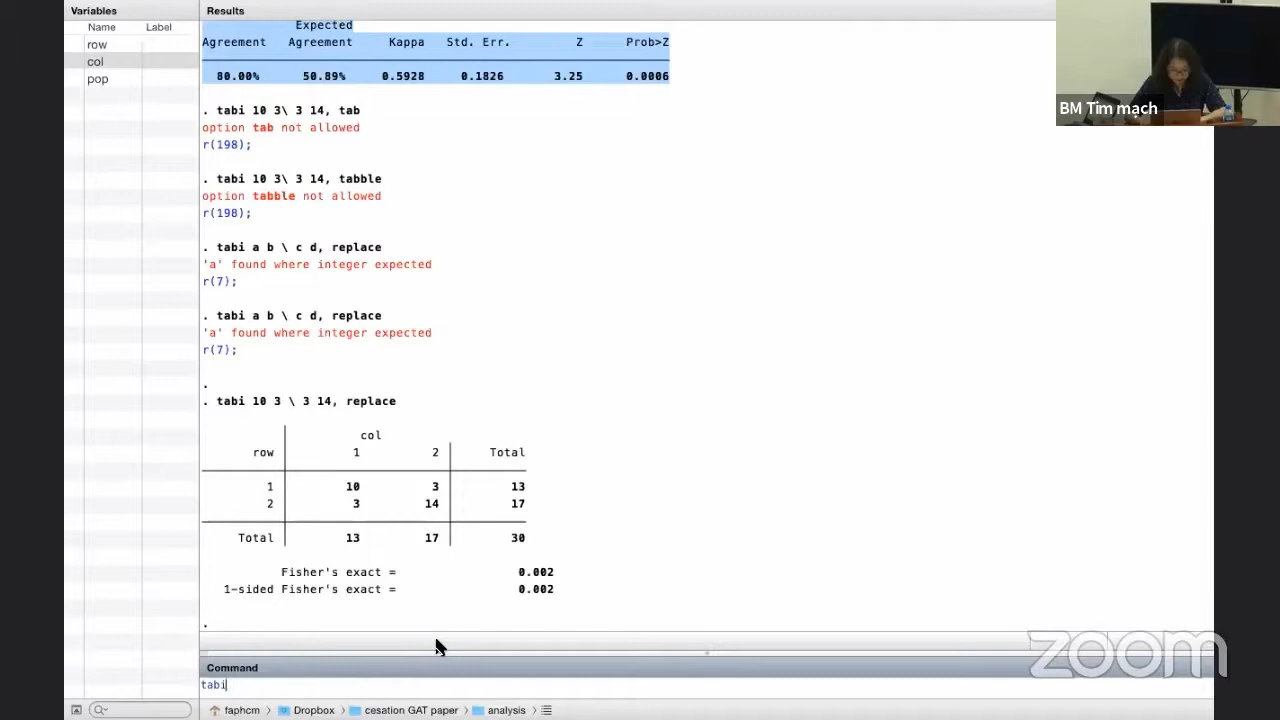 Variables
Name Label
row
col
pop
Results
Expected
Agreement Agreement Kappa Std. Err. Z Prob>Z
80.00% 50.89% 0.5928 0.1826 3.25 0.0006
. tabi 10 3\ 3 14, tab
option tab not allowed
r(198);
. tabi 10 3\ 3 14, tabble
option tabble not allowed
r(198);
. tabi a b \ c d, replace
'a' found where integer expected
r(7);
. tabi a b \ c d, replace
'a' found where integer expected
r(7);
.
. tabi 10 3 \ 3 14, replace
col
row 1 2 Total
1 10 3 13
2 3 14 17
Total 13 17 30
Fisher's exact = 0.002
1-sided Fisher's exact = 0.002
.
Command
tabi
faphcm > Dropbox > cesation GAT paper > analysis >
BM Tim mạch
zoom